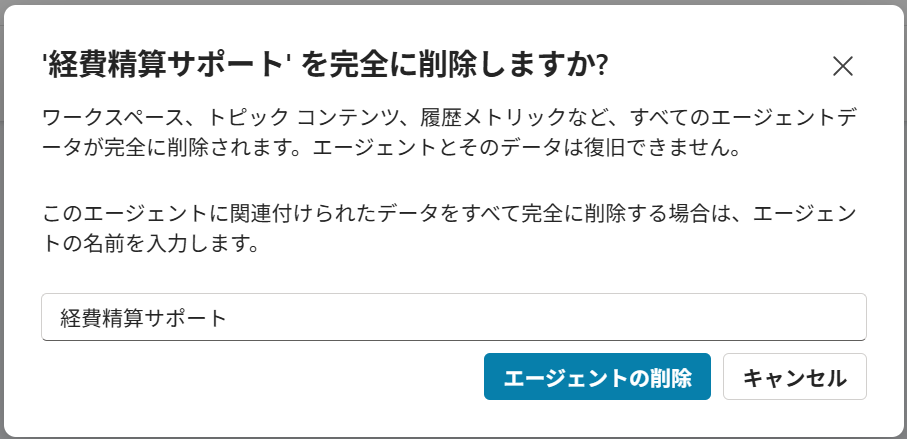 '経費精算サポート' を完全に削除しますか?
ワークスペース、トピック コンテンツ、履歴メトリックなど、すべてのエージェントデ
ータが完全に削除されます。エージェントとそのデータは復旧できません。
このエージェントに関連付けられたデータをすべて完全に削除する場合は、エージェン
トの名前を入力します。
経費精算サポート
エージェントの削除 キャンセル